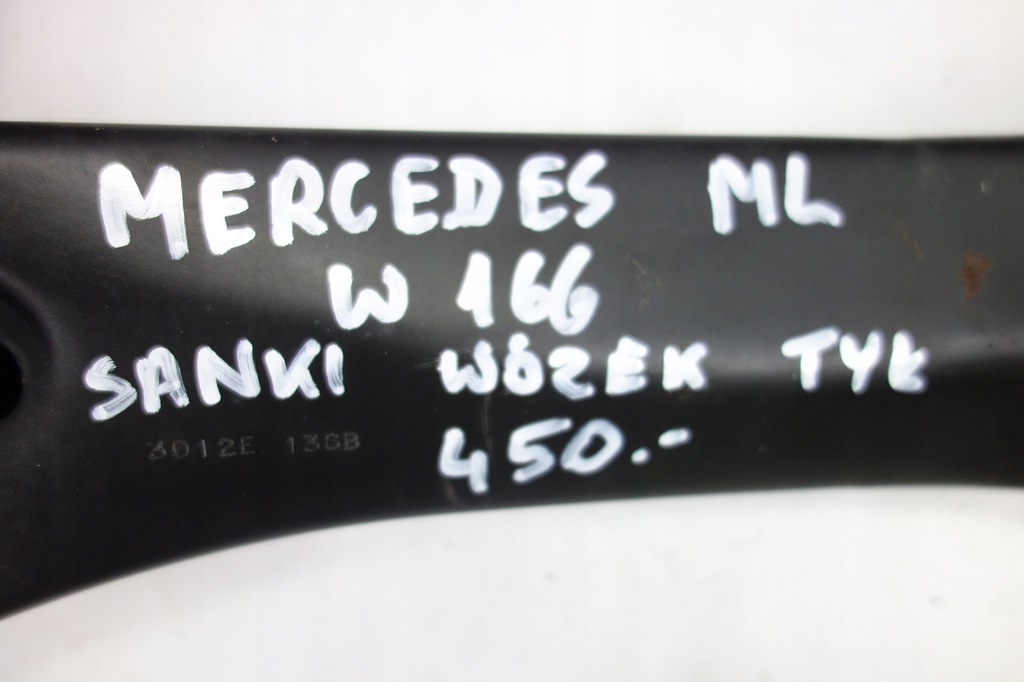 MERCEDES ML
W 166
SANKI WÓZEK TYŁ
3012E 13GB
450.-